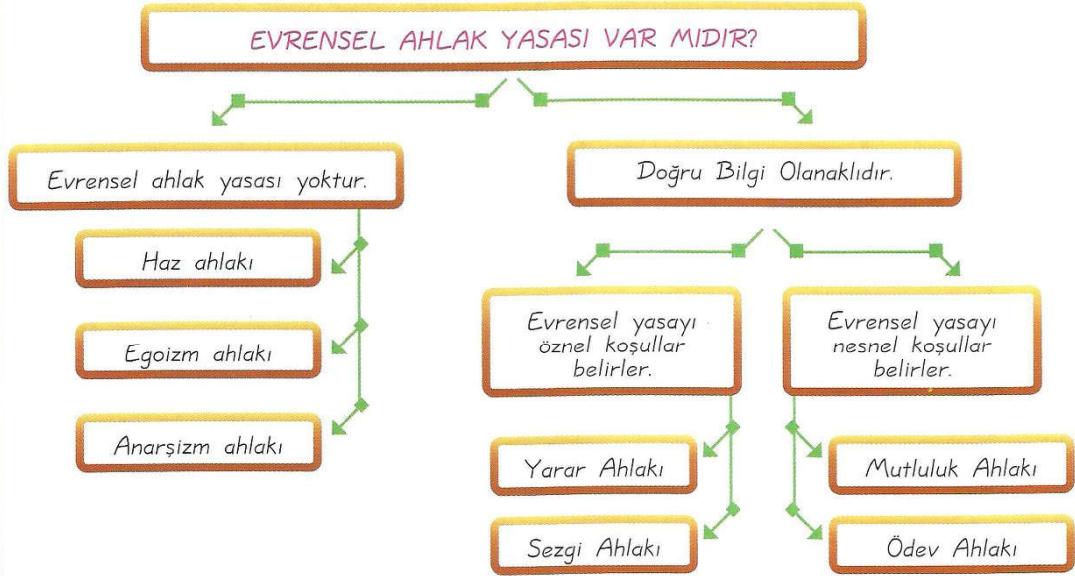 EVRENSEL AHLAK YASASI VAR MIDIR?
Evrensel ahlak yasası yoktur.
Haz ahlakı
Egoizm ahlakı
Anarşizm ahlakı
Doğru Bilgi Olanaklıdır.
Evrensel yasayı
öznel koşullar
belirler.
Yarar Ahlakı
Sezgi Ahlakı
Evrensel yasayı
nesnel koşullar
belirler.
Mutluluk Ahlakı
Ödev Ahlakı